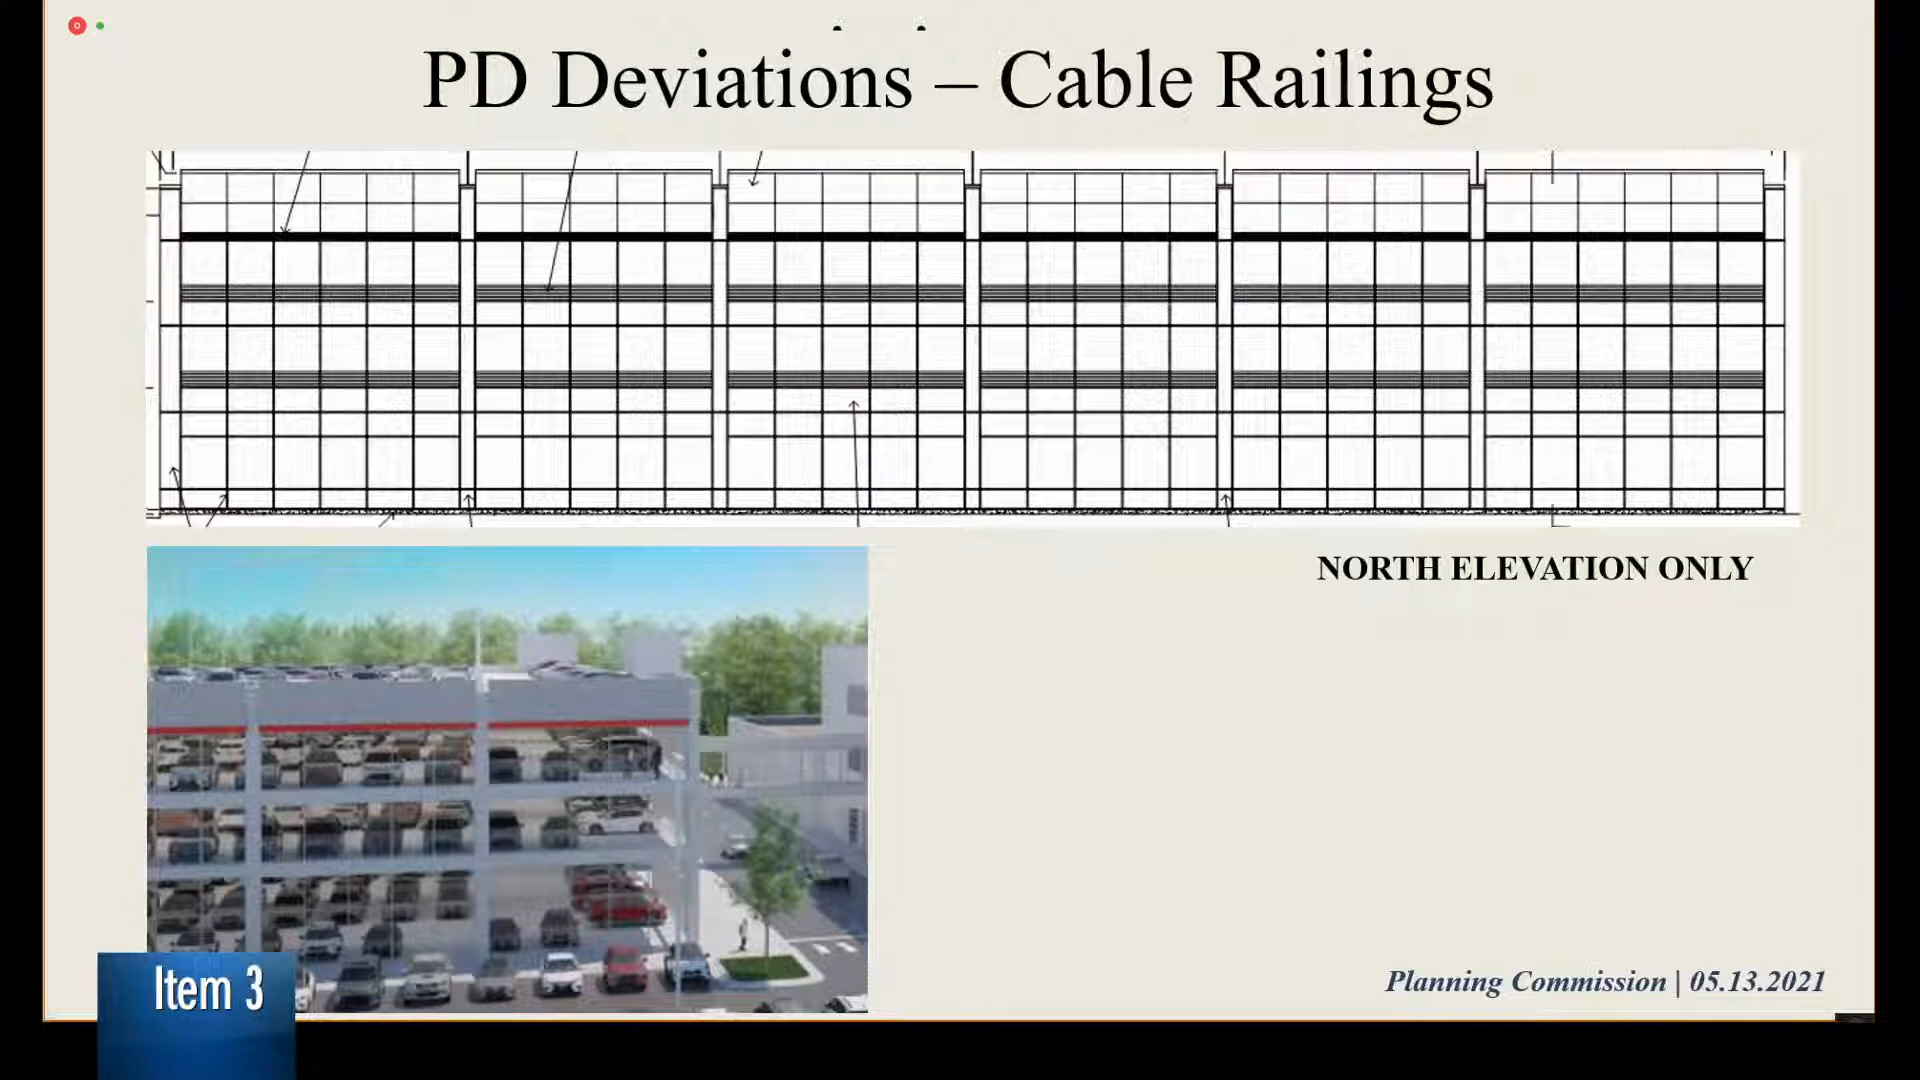 PD Deviations – Cable Railings
NORTH ELEVATION ONLY
Planning Commission | 05.13.2021
Item 3